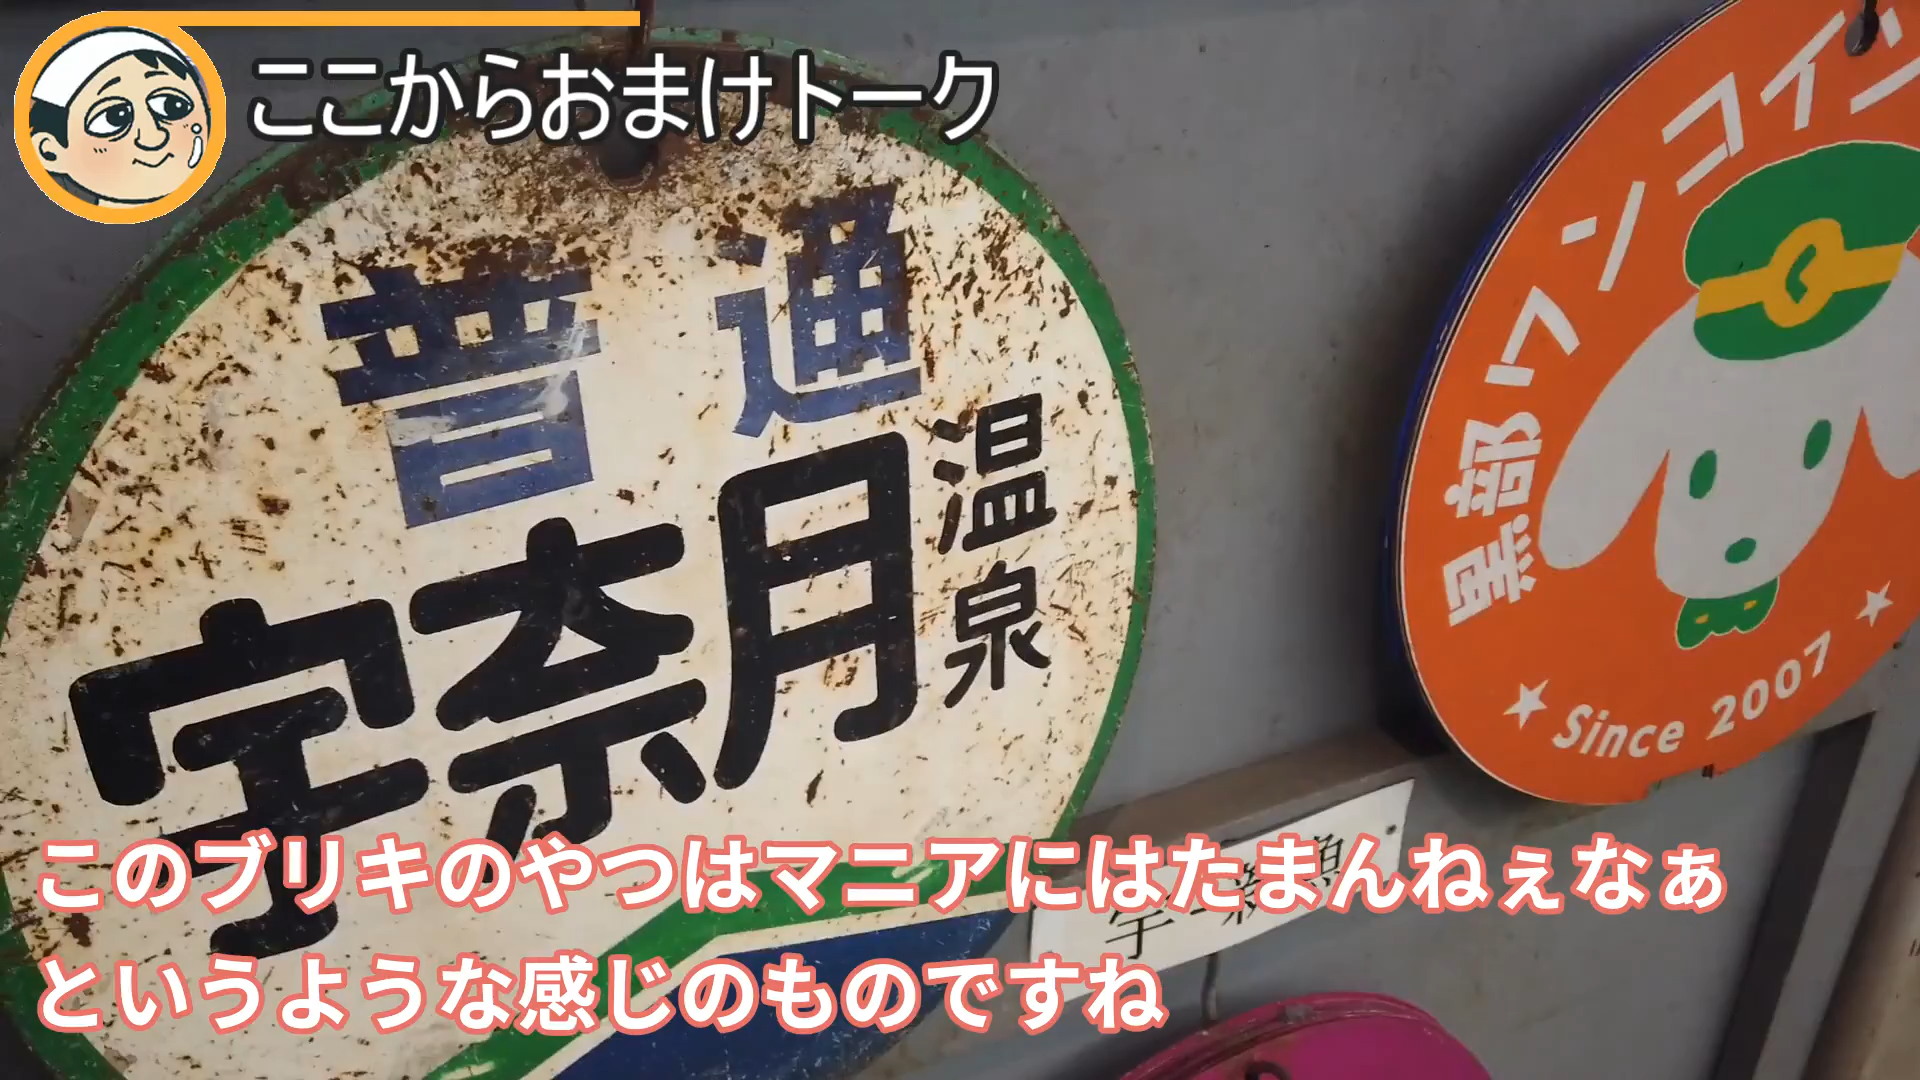 ここからおまけトーク
普通
宇奈月
温泉
黒部ワンコイン
Since 2007
このブリキのやつはマニアにはたまんねぇなぁ
というような感じのものですね